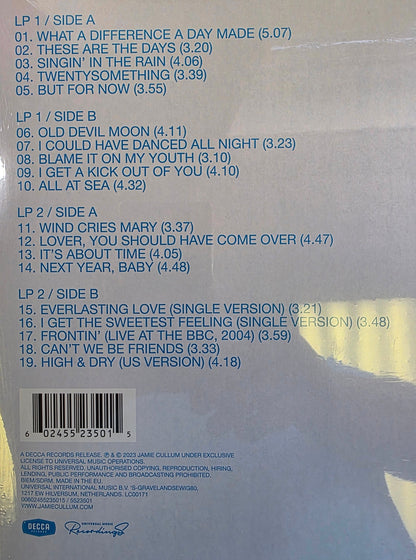 LP 1 / SIDE A
01. WHAT A DIFFERENCE A DAY MADE (5.07)
02. THESE ARE THE DAYS (3.20)
03. SINGIN' IN THE RAIN (4.06)
04. TWENTYSOMETHING (3.39)
05. BUT FOR NOW (3.55)
LP 1 / SIDE B
06. OLD DEVIL MOON (4.11)
07. I COULD HAVE DANCED ALL NIGHT (3.23)
08. BLAME IT ON MY YOUTH (3.10)
09. I GET A KICK OUT OF YOU (4.10)
10. ALL AT SEA (4.32)
LP 2 / SIDE A
11. WIND CRIES MARY (3.37)
12. LOVER, YOU SHOULD HAVE COME OVER (4.47)
13. IT'S ABOUT TIME (4.05)
14. NEXT YEAR, BABY (4.48)
LP 2 / SIDE B
15. EVERLASTING LOVE (SINGLE VERSION) (3.21)
16. I GET THE SWEETEST FEELING (SINGLE VERSION) (3.48)
17. FRONTIN' (LIVE AT THE BBC, 2004) (3.59)
18. CAN'T WE BE FRIENDS (3.33)
19. HIGH & DRY (US VERSION) (4.18)
6 02455 23501 5
A DECCA RECORDS RELEASE. ℗ & © 2023 JAMIE CULLUM UNDER EXCLUSIVE
LICENSE TO UNIVERSAL MUSIC OPERATIONS.
ALL RIGHTS RESERVED. UNAUTHORISED COPYING, REPRODUCTION, HIRING,
LENDING, PUBLIC PERFORMANCE AND BROADCASTING PROHIBITED.
BIEM/SDRM. MADE IN THE EU.
UNIVERSAL INTERNATIONAL MUSIC B.V. 'S-GRAVELANDSEWEG80,
1217 EW HILVERSUM, NETHERLANDS. LC00171
00602455235015 / 5523501
WWW.JAMIECULLUM.COM
DECCA
RECORDS
UNIVERSAL MUSIC
Recordings